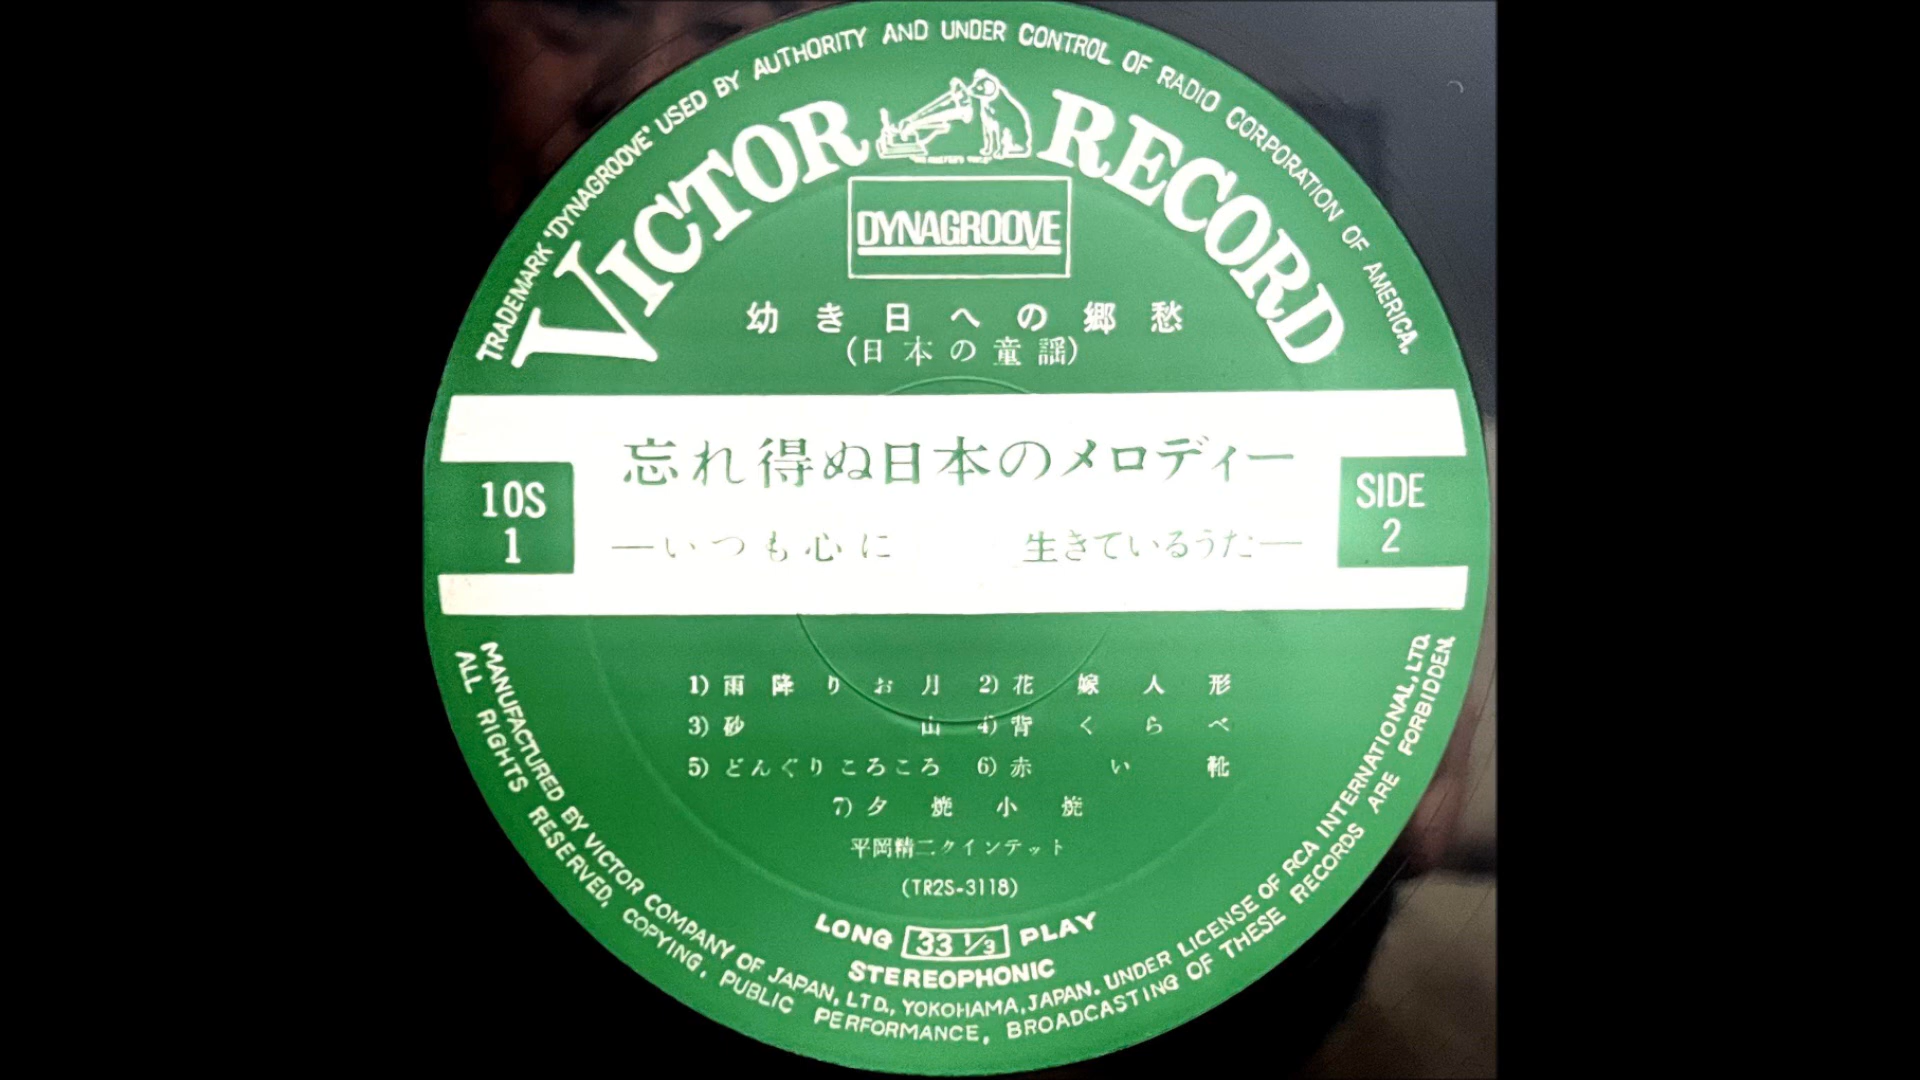 TRADEMARK 'DYNAGROOVE' USED BY AUTHORITY AND UNDER CONTROL OF RADIO CORPORATION OF AMERICA.
VICTOR RECORD
DYNAGROOVE
幼き日への郷愁
(日本の童謡)
忘れ得ぬ日本のメロディー
10S
1
SIDE
2
—いつも心に 生きているうた—
1) 雨降りお月 2) 花嫁人形
3) 砂山 4) 背くらべ
5) どんぐりころころ 6) 赤い靴
7) 夕焼小焼
平岡精二クインテット
(TR2S-3118)
LONG 33 1/3 PLAY
STEREOPHONIC
MANUFACTURED BY VICTOR COMPANY OF JAPAN, LTD., YOKOHAMA, JAPAN. UNDER LICENSE OF RCA INTERNATIONAL, LTD.
ALL RIGHTS RESERVED, COPYING, PUBLIC PERFORMANCE, BROADCASTING OF THESE RECORDS ARE FORBIDDEN.